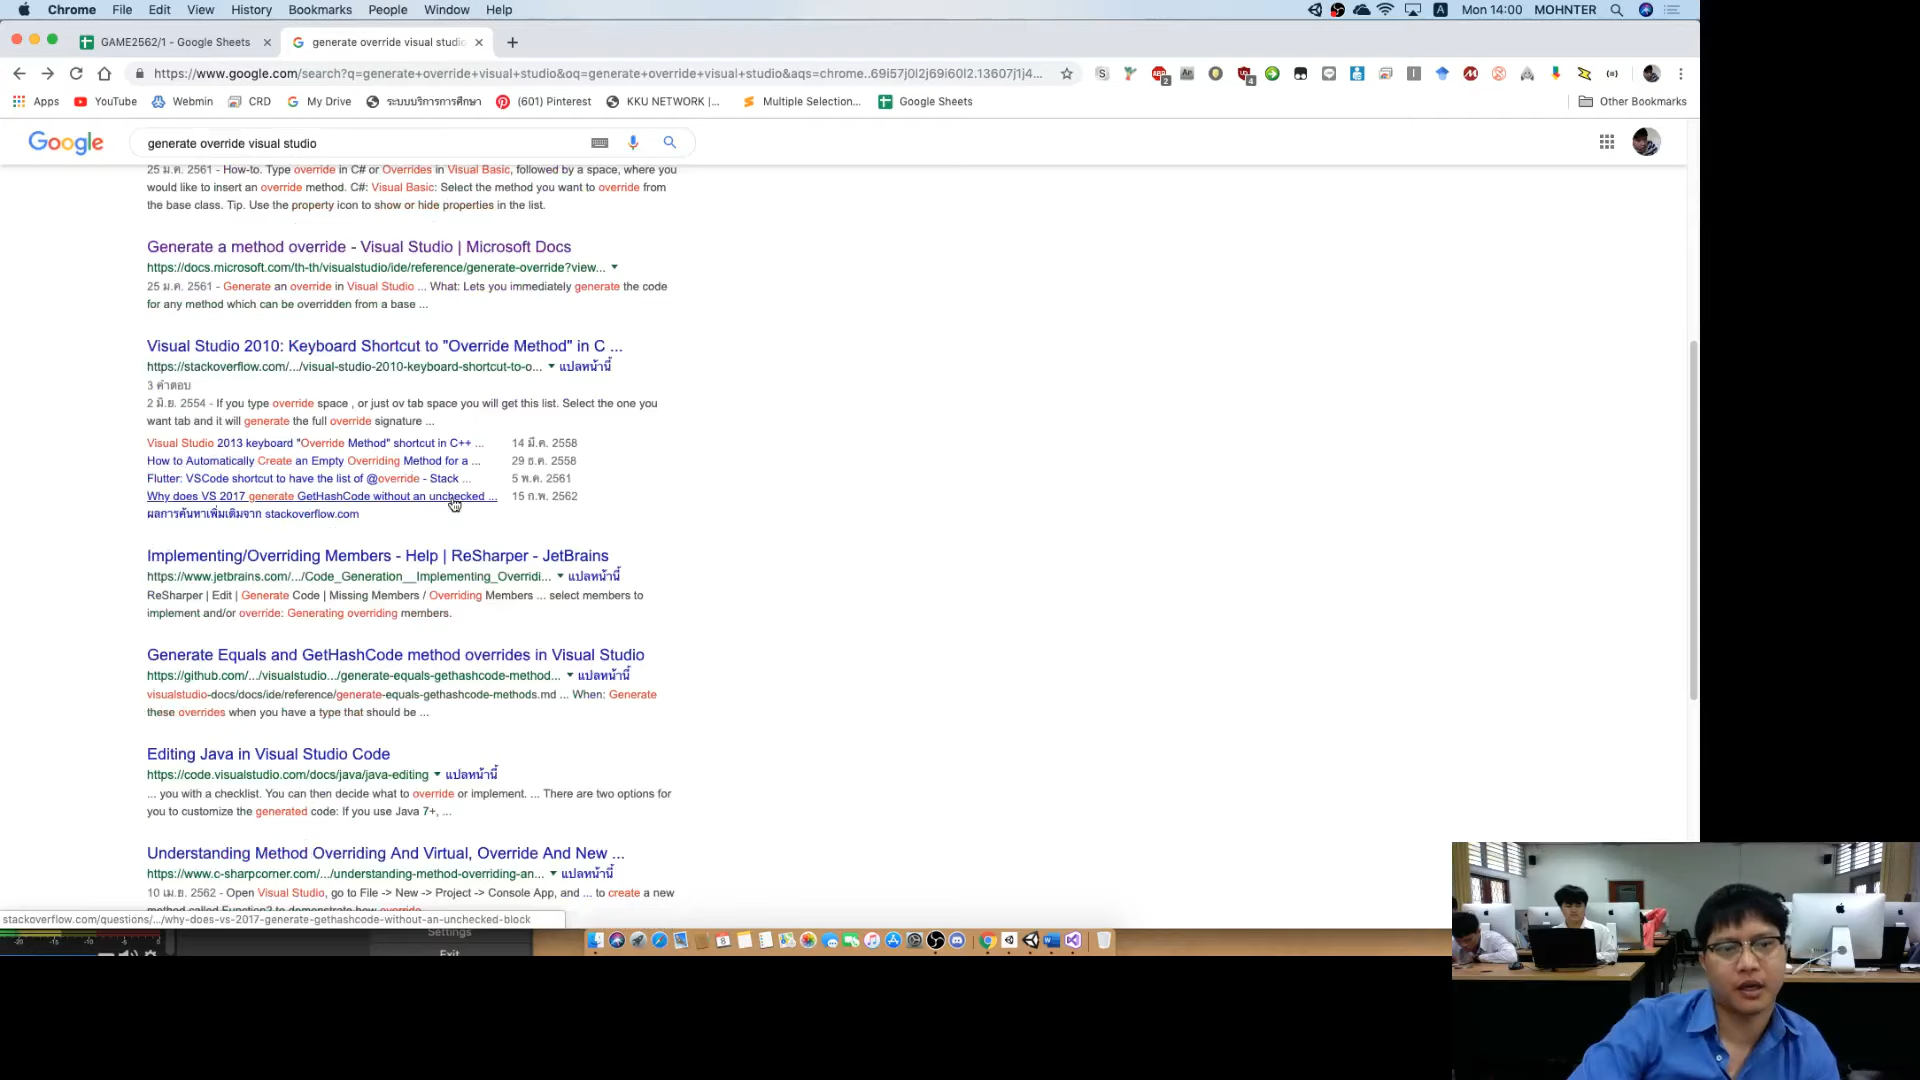 Chrome File Edit View History Bookmarks People Window Help
Mon 14:00 MOHNTER
GAME2562/1 - Google Sheets
generate override visual studio
https://www.google.com/search?q=generate+override+visual+studio&oq=generate+override+visual+studio&aqs=chrome..69i57j0l2j69i60l2.13607j1j4...
Apps YouTube Webmin CRD My Drive ระบบบริการการศึกษา (601) Pinterest KKU NETWORK |... Multiple Selection... Google Sheets Other Bookmarks
Google
generate override visual studio
25 ม.ค. 2561 - How-to. Type override in C# or Overrides in Visual Basic, followed by a space, where you
would like to insert an override method. C#: Visual Basic: Select the method you want to override from
the base class. Tip. Use the property icon to show or hide properties in the list.
Generate a method override - Visual Studio | Microsoft Docs
https://docs.microsoft.com/th-th/visualstudio/ide/reference/generate-override?view...
25 ม.ค. 2561 - Generate an override in Visual Studio ... What: Lets you immediately generate the code
for any method which can be overridden from a base ...
Visual Studio 2010: Keyboard Shortcut to "Override Method" in C ...
https://stackoverflow.com/.../visual-studio-2010-keyboard-shortcut-to-o... แปลหน้านี้
3 คำตอบ
2 มิ.ย. 2554 - If you type override space , or just ov tab space you will get this list. Select the one you
want tab and it will generate the full override signature ...
Visual Studio 2013 keyboard "Override Method" shortcut in C++ ... 14 มี.ค. 2558
How to Automatically Create an Empty Overriding Method for a ... 29 ธ.ค. 2558
Flutter: VSCode shortcut to have the list of @override - Stack ... 5 พ.ค. 2561
Why does VS 2017 generate GetHashCode without an unchecked ... 15 ก.พ. 2562
ผลการค้นหาเพิ่มเติมจาก stackoverflow.com
Implementing/Overriding Members - Help | ReSharper - JetBrains
https://www.jetbrains.com/.../Code_Generation__Implementing_Overridi... แปลหน้านี้
ReSharper | Edit | Generate Code | Missing Members / Overriding Members ... select members to
implement and/or override: Generating overriding members.
Generate Equals and GetHashCode method overrides in Visual Studio
https://github.com/.../visualstudio.../generate-equals-gethashcode-method... แปลหน้านี้
visualstudio-docs/docs/ide/reference/generate-equals-gethashcode-methods.md ... When: Generate
these overrides when you have a type that should be ...
Editing Java in Visual Studio Code
https://code.visualstudio.com/docs/java/java-editing แปลหน้านี้
... you with a checklist. You can then decide what to override or implement. ... There are two options for
you to customize the generated code: If you use Java 7+, ...
Understanding Method Overriding And Virtual, Override And New ...
https://www.c-sharpcorner.com/.../understanding-method-overriding-an... แปลหน้านี้
10 เม.ย. 2562 - Open Visual Studio, go to File -> New -> Project -> Console App, and ... to create a new
method called Function2 to demonstrate how override
stackoverflow.com/questions/.../why-does-vs-2017-generate-gethashcode-without-an-unchecked-block
Settings
Exit
-20 -15 -10 -5 0